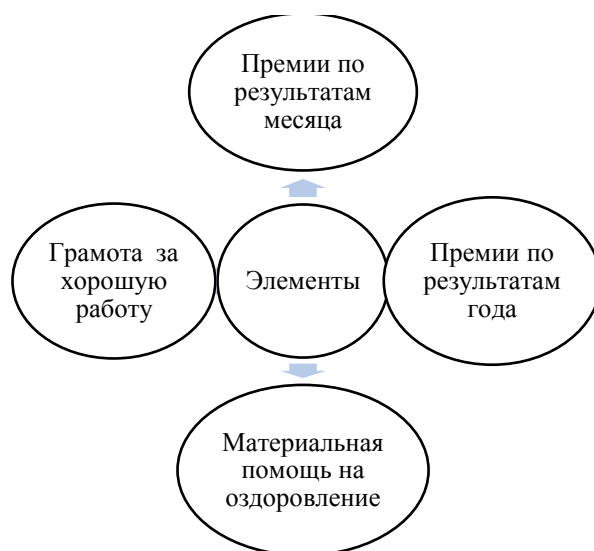 Премии по
результатам
месяца
Грамота за
хорошую
работу
Элементы
Премии по
результатам
года
Материальная
помощь на
оздоровление